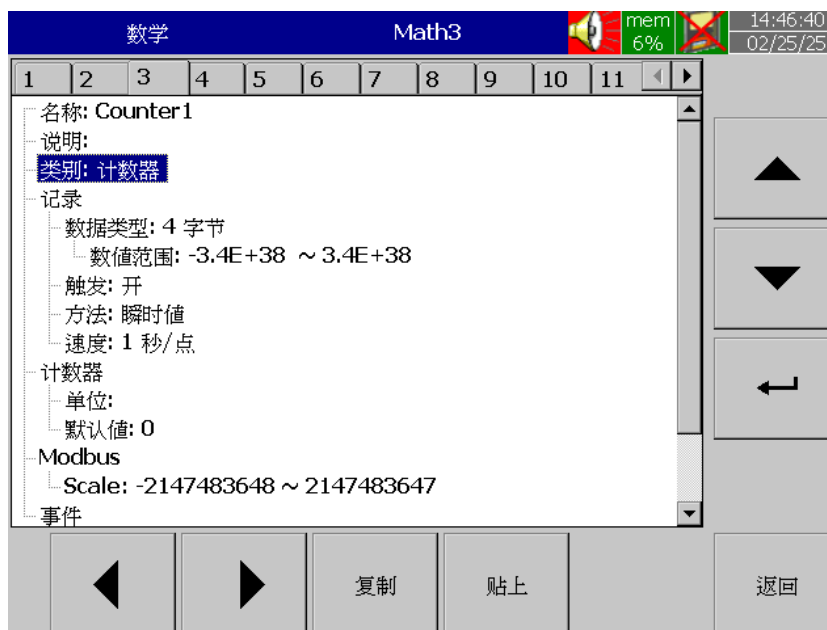 数学 Math3 mem 6% 14:46:40 02/25/25
1 2 3 4 5 6 7 8 9 10 11
名称: Counter1
说明:
类别: 计数器
记录
数据类型: 4 字节
数值范围: -3.4E+38 ~ 3.4E+38
触发: 开
方法: 瞬时值
速度: 1 秒/点
计数器
单位:
默认值: 0
Modbus
Scale: -2147483648 ~ 2147483647
事件
复制 贴上 返回